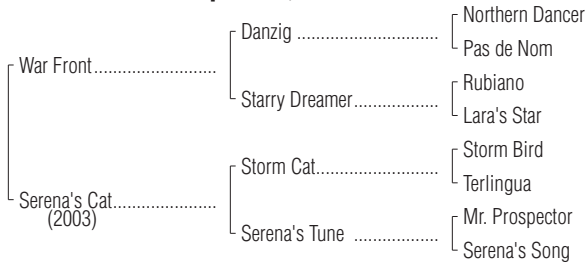 Northern Dancer
Danzig ........................
Pas de Nom
War Front........................
Rubiano
Starry Dreamer................
Lara's Star
Storm Bird
Storm Cat........................
Terlingua
Serena's Cat....................
(2003)
Mr. Prospector
Serena's Tune ................
Serena's Song